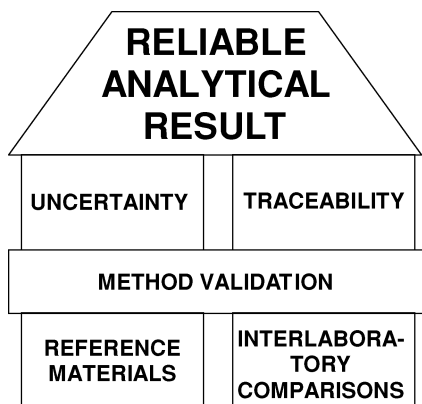 RELIABLE
ANALYTICAL
RESULT
UNCERTAINTY
TRACEABILITY
METHOD VALIDATION
REFERENCE
MATERIALS
INTERLABORA-
TORY
COMPARISONS